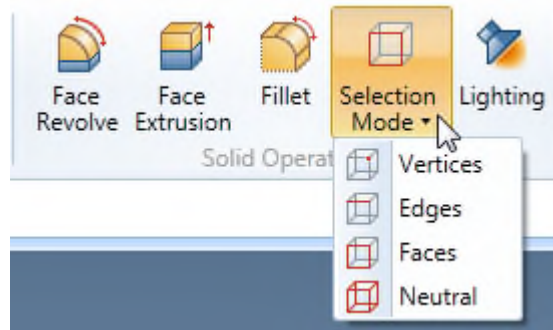 Face Revolve
Face Extrusion
Fillet
Selection Mode
Lighting
Solid Operat
Vertices
Edges
Faces
Neutral